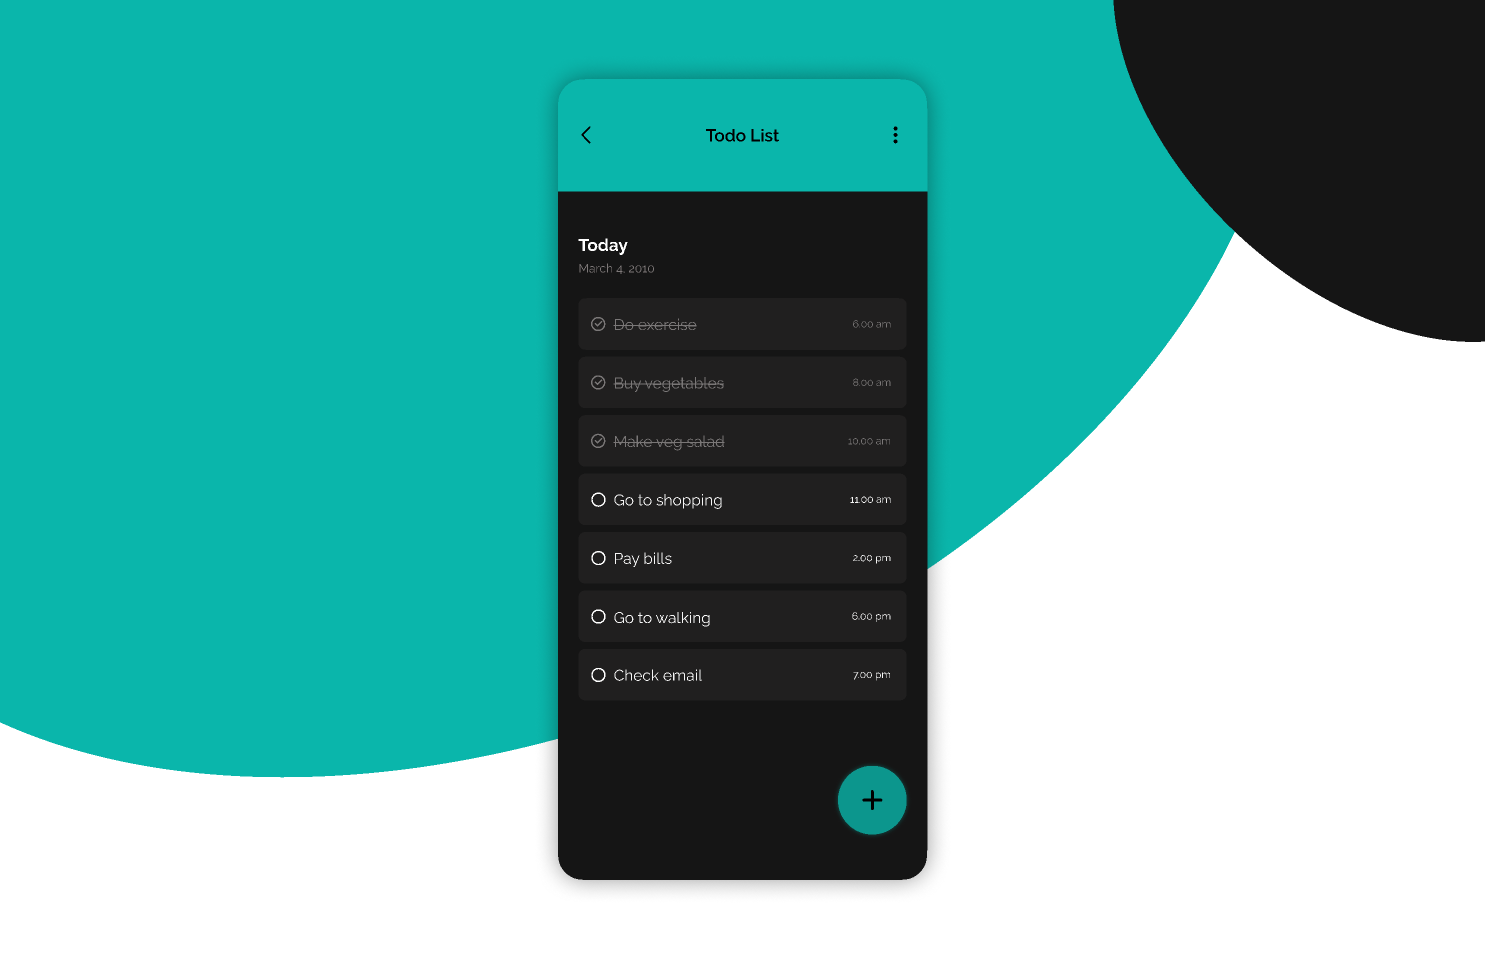 Todo List
Today
March 4, 2010
Do exercise 6.00 am
Buy vegetables 8.00 am
Make veg salad 10.00 am
Go to shopping 11.00 am
Pay bills 2.00 pm
Go to walking 6.00 pm
Check email 7.00 pm